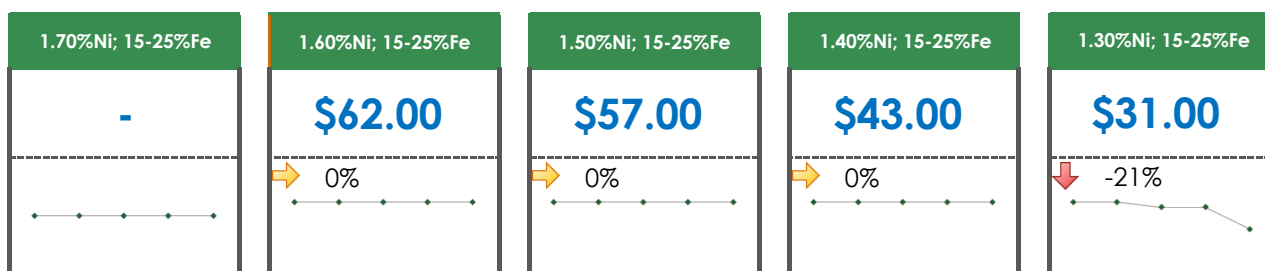 1.70%Ni; 15-25%Fe
-
1.60%Ni; 15-25%Fe
$62.00
0%
1.50%Ni; 15-25%Fe
$57.00
0%
1.40%Ni; 15-25%Fe
$43.00
0%
1.30%Ni; 15-25%Fe
$31.00
-21%